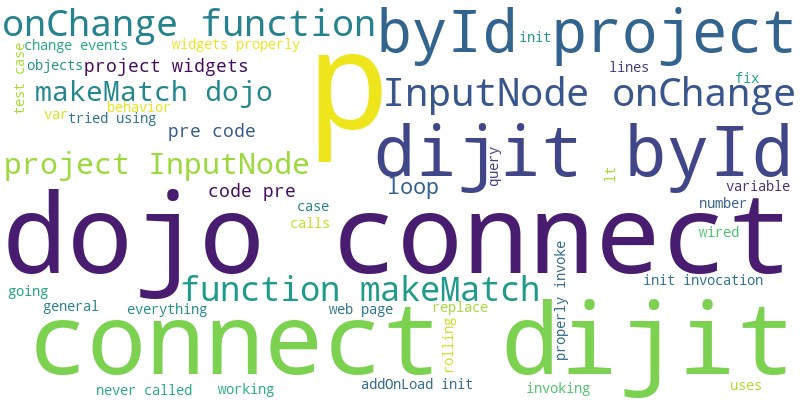 onChange function
byId
project
init
change events
widgets properly
objects
project widgets
lines
fix
test case
makeMatch dojo
p
InputNode onChange
behavior
var
tried using
pre code
dijit byId
project InputNode
query
lt
code pre
loop
variable
case
number
dojo connect
calls
wired
properly invoke
going
function makeMatch
init invocation
general
everything
web page
replace
connect dijit
rolling
never called
working
addOnLoad init
invoking
uses